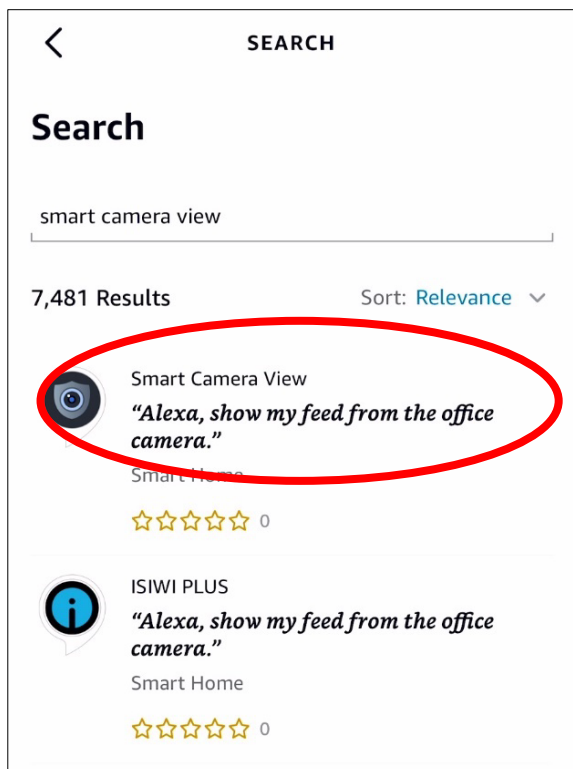 SEARCH
Search
smart camera view
7,481 Results Sort: Relevance
Smart Camera View
“Alexa, show my feed from the office
camera.”
Smart Home
0
ISIWI PLUS
“Alexa, show my feed from the office
camera.”
Smart Home
0